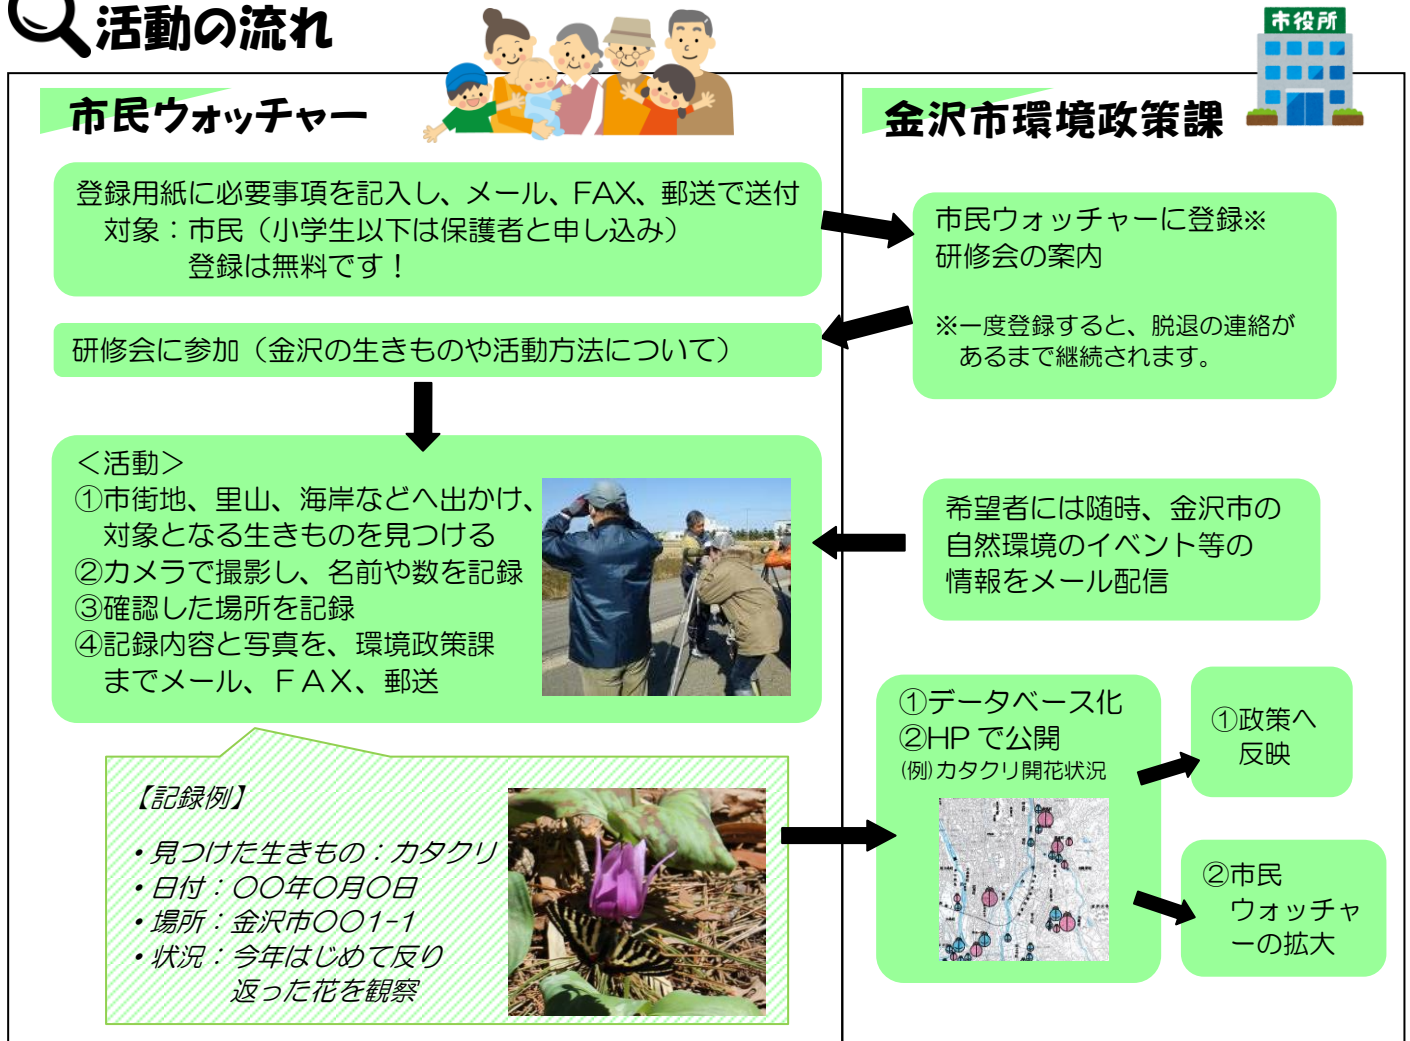 活動の流れ
市役所
市民ウォッチャー
登録用紙に必要事項を記入し、メール、FAX、郵送で送付
対象：市民（小学生以下は保護者と申し込み）
登録は無料です！
研修会に参加（金沢の生きものや活動方法について）
＜活動＞
①市街地、里山、海岸などへ出かけ、
対象となる生きものを見つける
②カメラで撮影し、名前や数を記録
③確認した場所を記録
④記録内容と写真を、環境政策課
までメール、ＦＡＸ、郵送
【記録例】
・見つけた生きもの：カタクリ
・日付：〇〇年〇月〇日
・場所：金沢市〇〇1-1
・状況：今年はじめて反り
返った花を観察
金沢市環境政策課
市民ウォッチャーに登録※
研修会の案内
※一度登録すると、脱退の連絡が
あるまで継続されます。
希望者には随時、金沢市の
自然環境のイベント等の
情報をメール配信
①データベース化
②HPで公開
(例)カタクリ開花状況
①政策へ
反映
②市民
ウォッチャ
ーの拡大